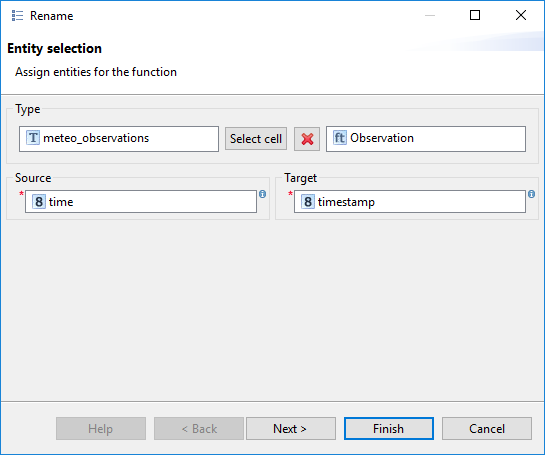 Rename
Entity selection
Assign entities for the function
Type
T meteo_observations Select cell ft Observation
Source Target
* 8 time * 8 timestamp
Help < Back Next > Finish Cancel